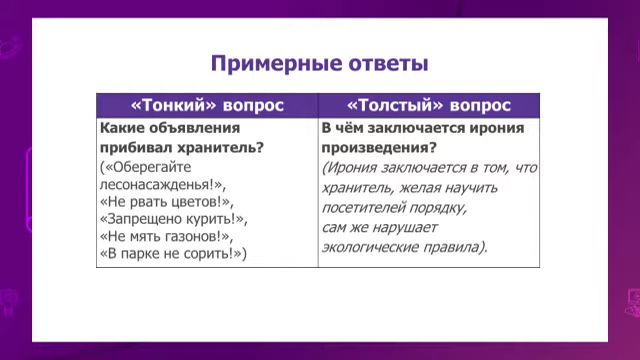 Примерные ответы
«Тонкий» вопрос
«Толстый» вопрос
Какие объявления
прибивал хранитель?
(«Оберегайте
лесонасажденья!»,
«Не рвать цветов!»,
«Запрещено курить!»,
«Не мять газонов!»,
«В парке не сорить!»)
В чём заключается ирония
произведения?
(Ирония заключается в том, что
хранитель, желая научить
посетителей порядку,
сам же нарушает
экологические правила).